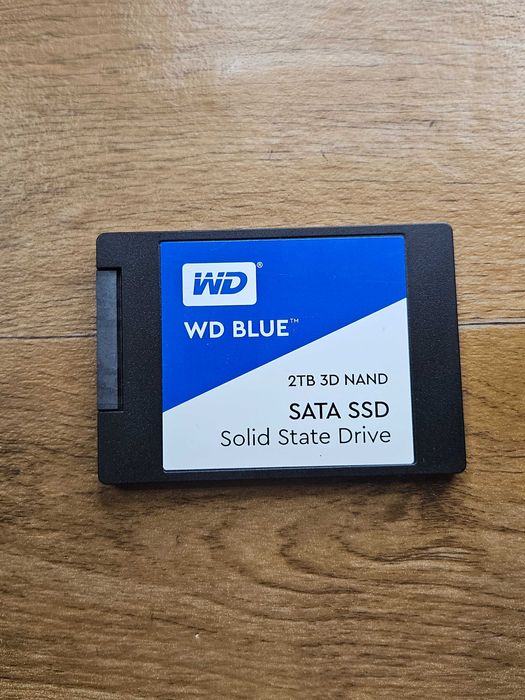 WD®
WD BLUE™
2TB 3D NAND
SATA SSD
Solid State Drive